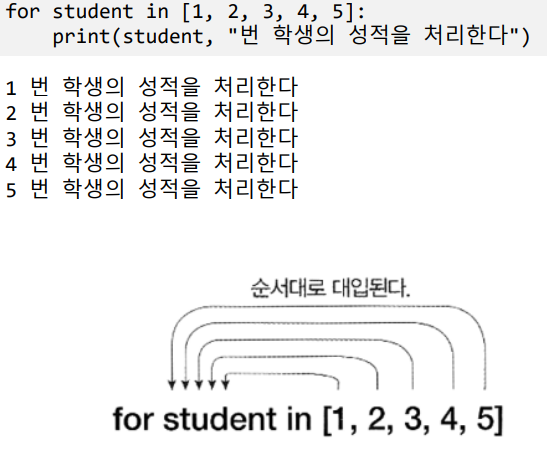 for student in [1, 2, 3, 4, 5]:
    print(student, "번 학생의 성적을 처리한다")
1 번 학생의 성적을 처리한다
2 번 학생의 성적을 처리한다
3 번 학생의 성적을 처리한다
4 번 학생의 성적을 처리한다
5 번 학생의 성적을 처리한다
순서대로 대입된다.
for student in [1, 2, 3, 4, 5]